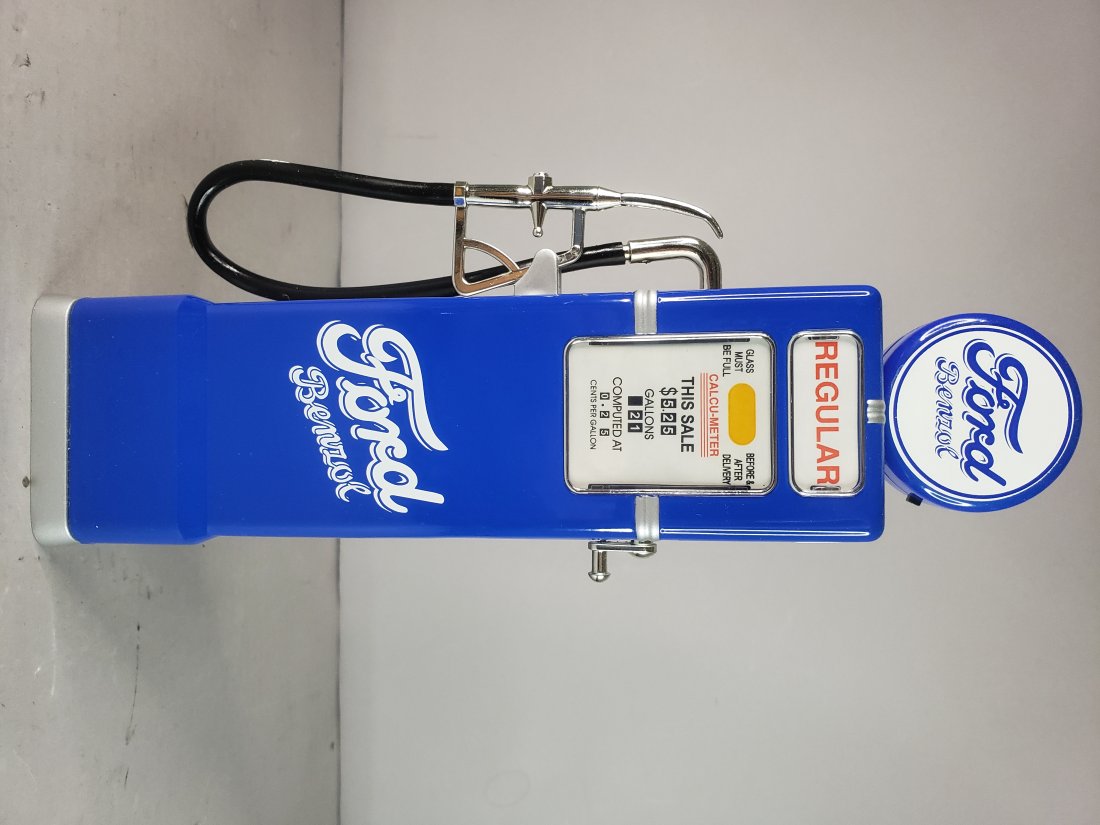 Ford
Benzol
REGULAR
GLASS MUST BE FULL
BEFORE & AFTER DELIVERY
CALCU-METER
THIS SALE
$ 5.25
GALLONS
21
COMPUTED AT
0.25
CENTS PER GALLON
Ford
Benzol